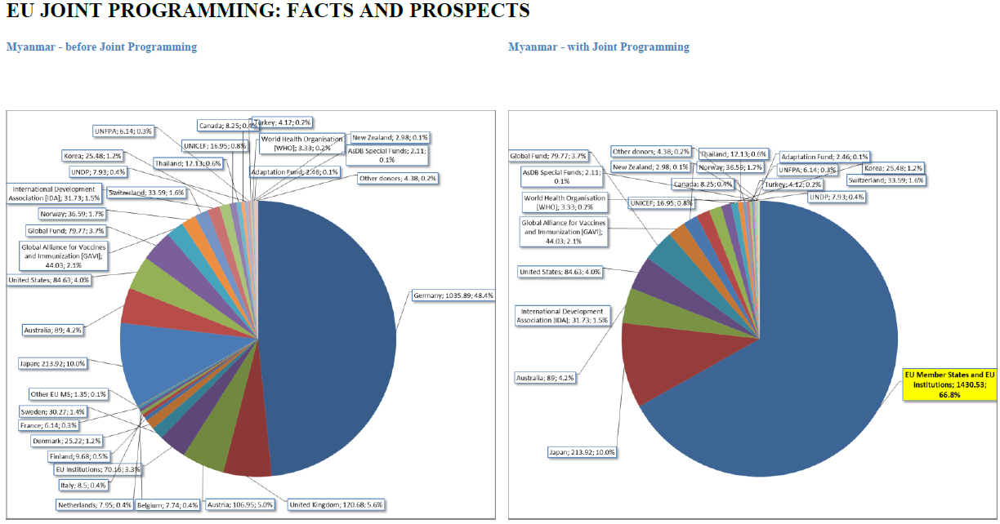 EU JOINT PROGRAMMING: FACTS AND PROSPECTS
Myanmar - before Joint Programming
UNFPA; 6.14; 0.3%
Canada; 8.25; 0.4%
Turkey; 4.12; 0.2%
UNICEF; 16.95; 0.8%
World Health Organisation
[WHO]; 3.33; 0.2%
New Zealand; 2.98; 0.1%
AsDB Special Funds; 2.11;
0.1%
Korea; 25.48; 1.2%
Thailand; 12.13; 0.6%
UNDP; 7.93; 0.4%
Adaptation Fund; 2.46; 0.1%
Other donors; 4.38; 0.2%
International Development
Association [IDA]; 31.73; 1.5%
Switzerland; 33.59; 1.6%
Norway; 36.59; 1.7%
Global Fund; 79.77; 3.7%
Global Alliance for Vaccines
and Immunization [GAVI];
44.03; 2.1%
United States; 84.63; 4.0%
Germany; 1035.89; 48.4%
Australia; 89; 4.2%
Japan; 213.92; 10.0%
Other EU MS; 1.35; 0.1%
Sweden; 30.27; 1.4%
France; 6.14; 0.3%
Denmark; 25.22; 1.2%
Finland; 9.68; 0.5%
EU Institutions; 70.16; 3.3%
Italy; 8.5; 0.4%
Netherlands; 7.95; 0.4%
Belgium; 7.74; 0.4%
Austria; 106.95; 5.0%
United Kingdom; 120.68; 5.6%
Myanmar - with Joint Programming
Global Fund; 79.77; 3.7%
Other donors; 4.38; 0.2%
Thailand; 12.13; 0.6%
Adaptation Fund; 2.46; 0.1%
AsDB Special Funds; 2.11;
0.1%
New Zealand; 2.98; 0.1%
Norway; 36.59; 1.7%
UNFPA; 6.14; 0.3%
Korea; 25.48; 1.2%
Canada; 8.25; 0.4%
Turkey; 4.12; 0.2%
Switzerland; 33.59; 1.6%
World Health Organisation
[WHO]; 3.33; 0.2%
UNICEF; 16.95; 0.8%
UNDP; 7.93; 0.4%
Global Alliance for Vaccines
and Immunization [GAVI];
44.03; 2.1%
United States; 84.63; 4.0%
International Development
Association [IDA]; 31.73; 1.5%
Australia; 89; 4.2%
EU Member States and EU
institutions; 1430.53;
66.8%
Japan; 213.92; 10.0%